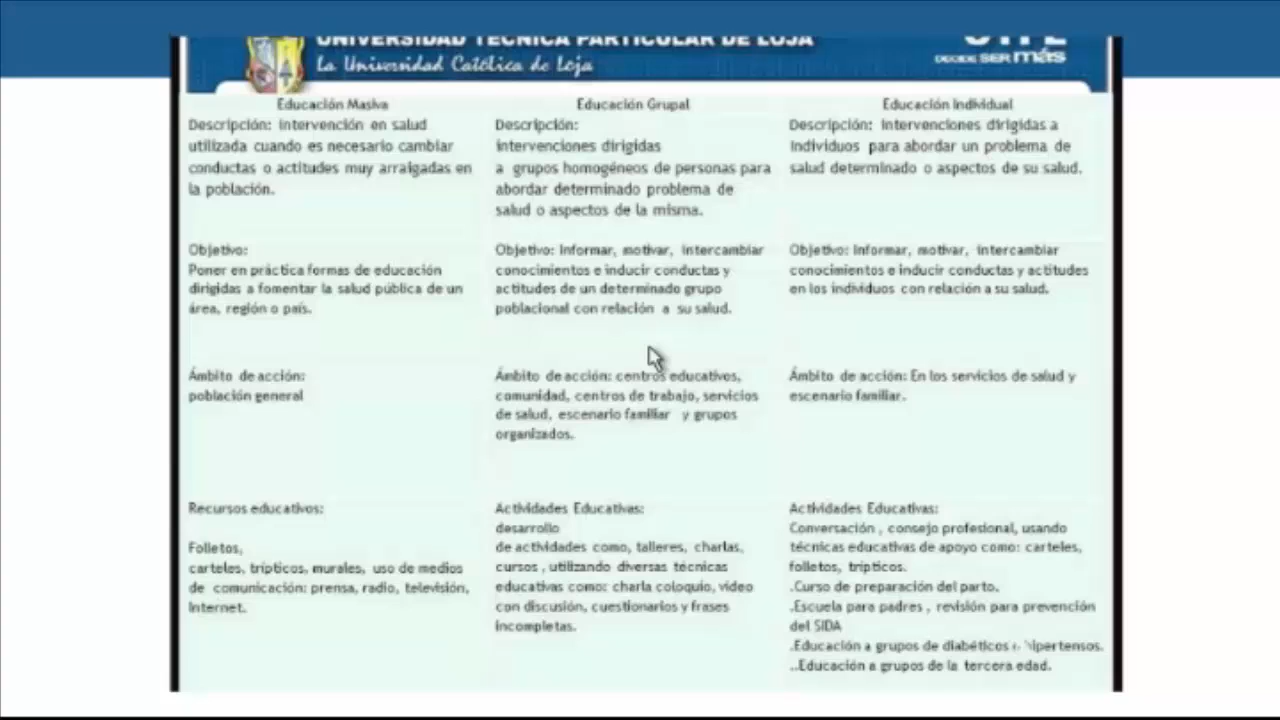 UNIVERSIDAD TÉCNICA PARTICULAR DE LOJA
La Universidad Católica de Loja
UTPL
DECIDE SER más
Educación Masiva
Descripción: intervención en salud
utilizada cuando es necesario cambiar
conductas o actitudes muy arraigadas en
la población.
Objetivo:
Poner en práctica formas de educación
dirigidas a fomentar la salud pública de un
área, región o país.
Ámbito de acción:
población general
Recursos educativos:
Folletos,
carteles, trípticos, murales, uso de medios
de comunicación: prensa, radio, televisión,
Internet.
Educación Grupal
Descripción:
intervenciones dirigidas
a grupos homogéneos de personas para
abordar determinado problema de
salud o aspectos de la misma.
Objetivo: Informar, motivar, intercambiar
conocimientos e inducir conductas y
actitudes de un determinado grupo
poblacional con relación a su salud.
Ámbito de acción: centros educativos,
comunidad, centros de trabajo, servicios
de salud, escenario familiar y grupos
organizados.
Actividades Educativas:
desarrollo
de actividades como, talleres, charlas,
cursos , utilizando diversas técnicas
educativas como: charla coloquio, video
con discusión, cuestionarios y frases
incompletas.
Educación Individual
Descripción: Intervenciones dirigidas a
Individuos para abordar un problema de
salud determinado o aspectos de su salud.
Objetivo: Informar, motivar, intercambiar
conocimientos e inducir conductas y actitudes
en los individuos con relación a su salud.
Ámbito de acción: En los servicios de salud y
escenario familiar.
Actividades Educativas:
Conversación , consejo profesional, usando
técnicas educativas de apoyo como: carteles,
folletos, trípticos.
.Curso de preparación del parto.
.Escuela para padres , revisión para prevención
del SIDA
.Educación a grupos de diabéticos e hipertensos.
..Educación a grupos de la tercera edad.